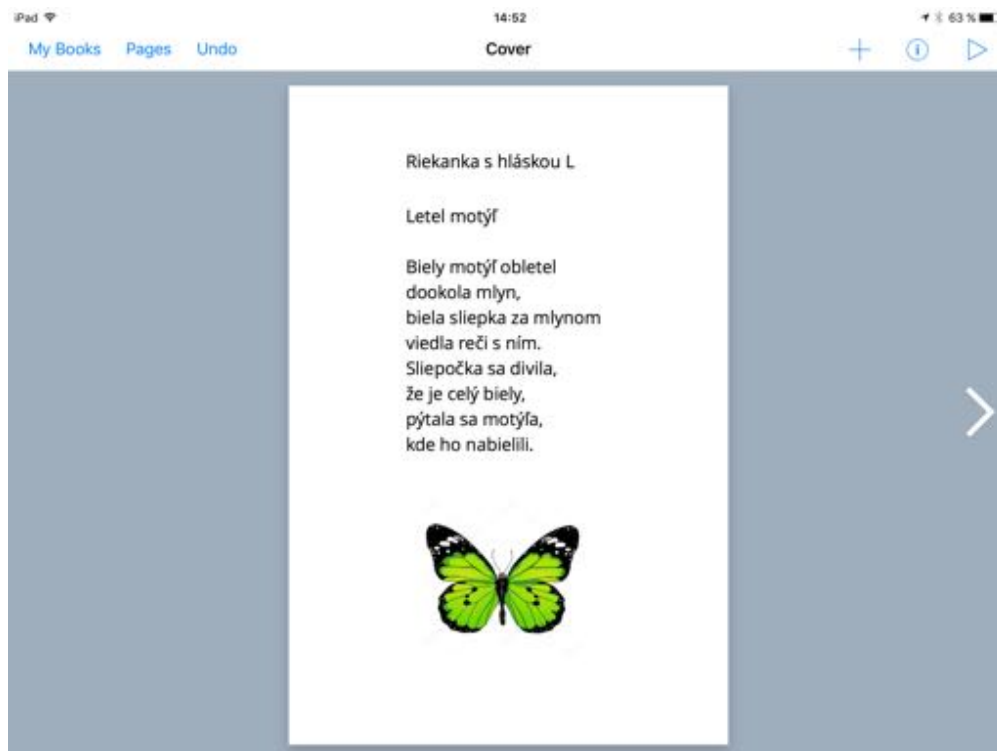 iPad 14:52 63 %
My Books Pages Undo Cover
Riekanka s hláskou L
Letel motýľ
Biely motýľ obletel
dookola mlyn,
biela sliepka za mlynom
viedla reči s ním.
Sliepočka sa divila,
že je celý biely,
pýtala sa motýľa,
kde ho nabielili.